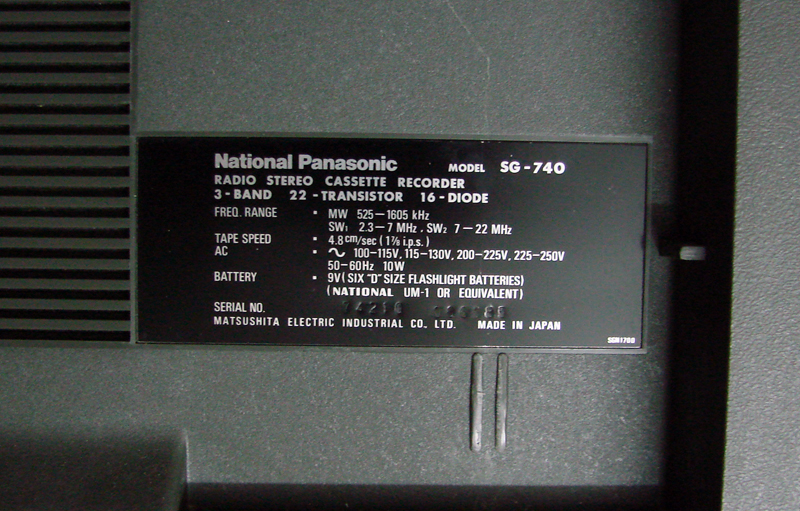 National Panasonic MODEL SG-740
RADIO STEREO CASSETTE RECORDER
3-BAND 22-TRANSISTOR 16-DIODE
FREQ. RANGE ▪ MW 525–1605 kHz
SW₁ 2.3–7 MHz , SW₂ 7–22 MHz
TAPE SPEED ▪ 4.8cm/sec (1⅞ i.p.s.)
AC ▪ ∿ 100-115V, 115-130V, 200-225V, 225-250V
50-60Hz 10W
BATTERY ▪ 9V (SIX "D" SIZE FLASHLIGHT BATTERIES)
(NATIONAL UM-1 OR EQUIVALENT)
SERIAL NO.
MATSUSHITA ELECTRIC INDUSTRIAL CO. LTD. MADE IN JAPAN